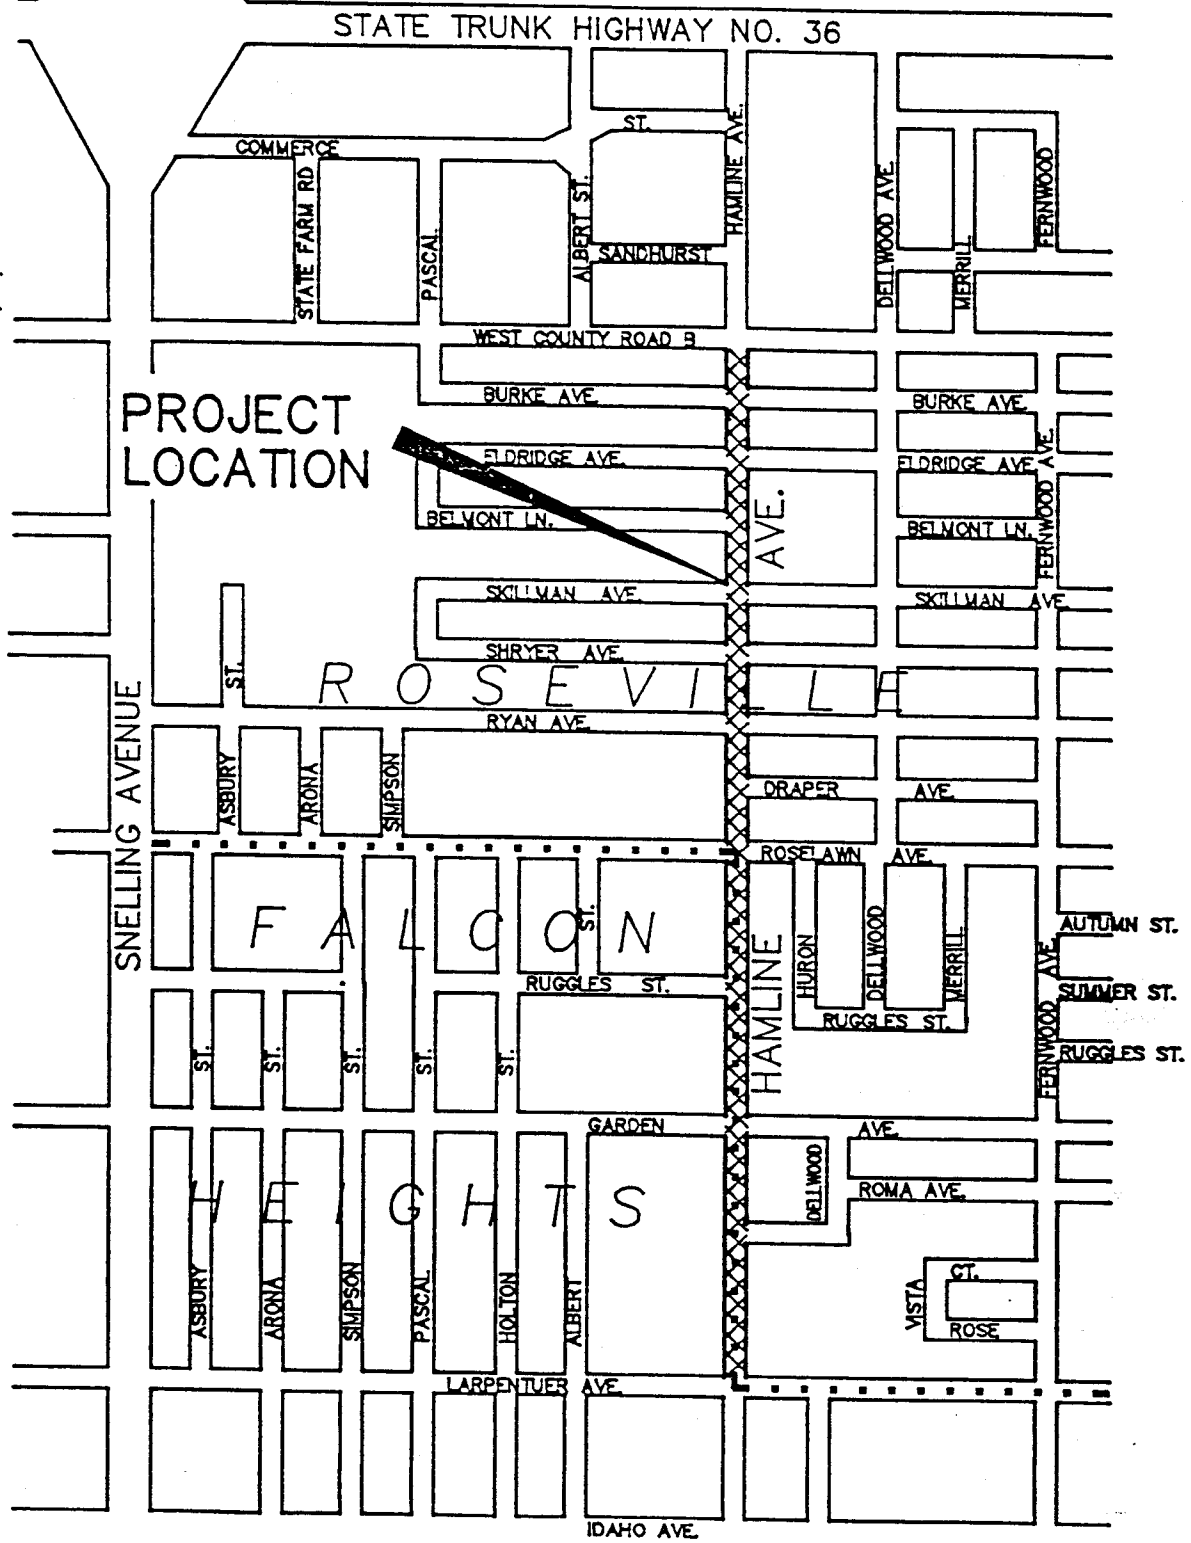 STATE TRUNK HIGHWAY NO. 36
COMMERCE
ST.
STATE FARM RD
PASCAL
ALBERT ST.
SANDHURST
HAMLINE AVE.
DELLWOOD AVE.
MERRILL
FERNWOOD
WEST COUNTY ROAD B
BURKE AVE.
BURKE AVE.
PROJECT
LOCATION
ELDRIDGE AVE.
ELDRIDGE AVE.
BELMONT LN.
BELMONT LN.
AVE.
FERNWOOD AVE.
SKILLMAN AVE.
SKILLMAN AVE.
SHRYER AVE.
ST.
ROSEVILLE
RYAN AVE.
SNELLING AVENUE
ASBURY
ARONA
SIMPSON
DRAPER AVE.
ROSELAWN AVE.
FALCON
ST.
HAMLINE
HURON
DELLWOOD
MERRILL
AUTUMN ST.
RUGGLES ST.
RUGGLES ST.
FERNWOOD AVE.
SUMMER ST.
RUGGLES ST.
ST.
ST.
ST.
ST.
ST.
GARDEN AVE.
DELLWOOD
ROMA AVE.
HEIGHTS
ASBURY
ARONA
SIMPSON
PASCAL
HOLTON
ALBERT
VISTA
CT.
ROSE
LARPENTUER AVE.
IDAHO AVE.